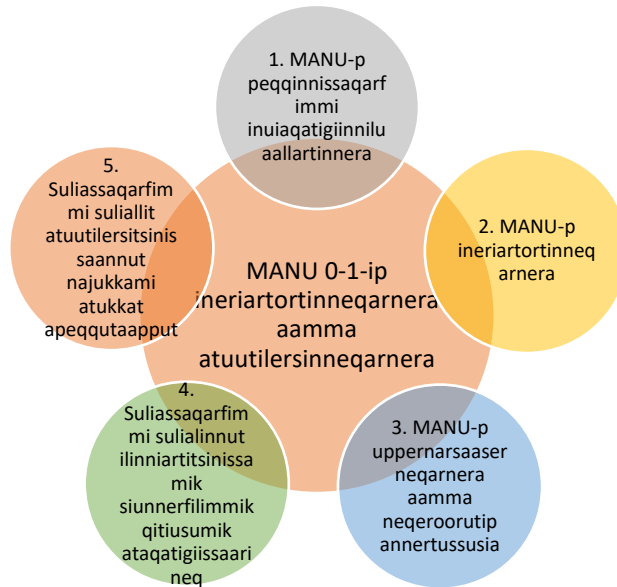 1. MANU-p
peqqinnissaqarf
immi
inuiaqatigiinnilu
aallartinnera
2. MANU-p
ineriartortinneq
arnera
3. MANU-p
uppernarsaaser
neqarnera
aamma
neqeroorutip
annertussusia
4.
Suliassaqarfim
mi sulialinnut
ilinniartitsinissa
mik
siunnerfilimmik
qitiusumik
ataqatigiissaari
neq
5.
Suliassaqarfim
mi suliallit
atuutilersitsinis
saannut
najukkami
atukkat
apeqqutaapput
MANU 0-1-ip
ineriartortinneqarnera
aamma
atuutilersinneqarnera